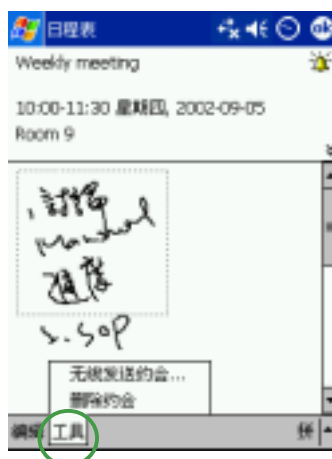 日程表
Weekly meeting
10:00-11:30 星期四, 2002-09-05
Room 9
1. 討論
Manual
進度
2. SOP
无线发送约会...
删除约会
编辑 工具 拼